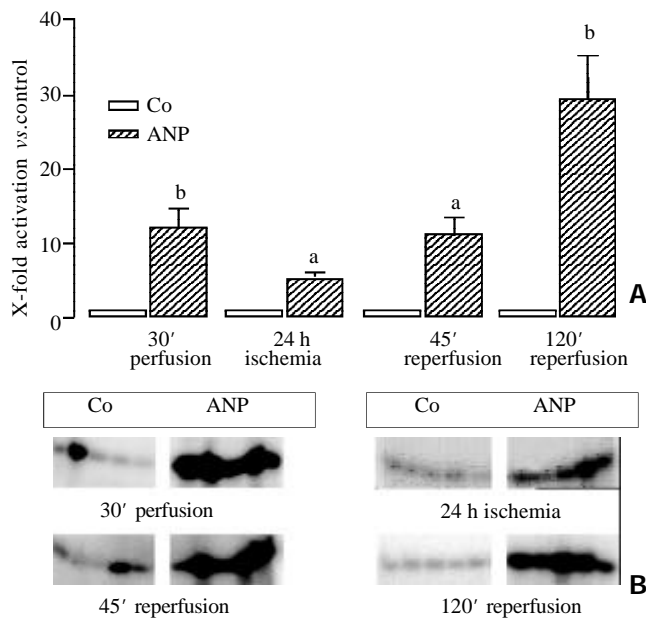 X-fold activation vs.control
40
30
20
10
0
Co
ANP
b
a
a
b
30′ perfusion
24 h ischemia
45′ reperfusion
120′ reperfusion
A
Co ANP
Co ANP
30′ perfusion
24 h ischemia
45′ reperfusion
120′ reperfusion
B